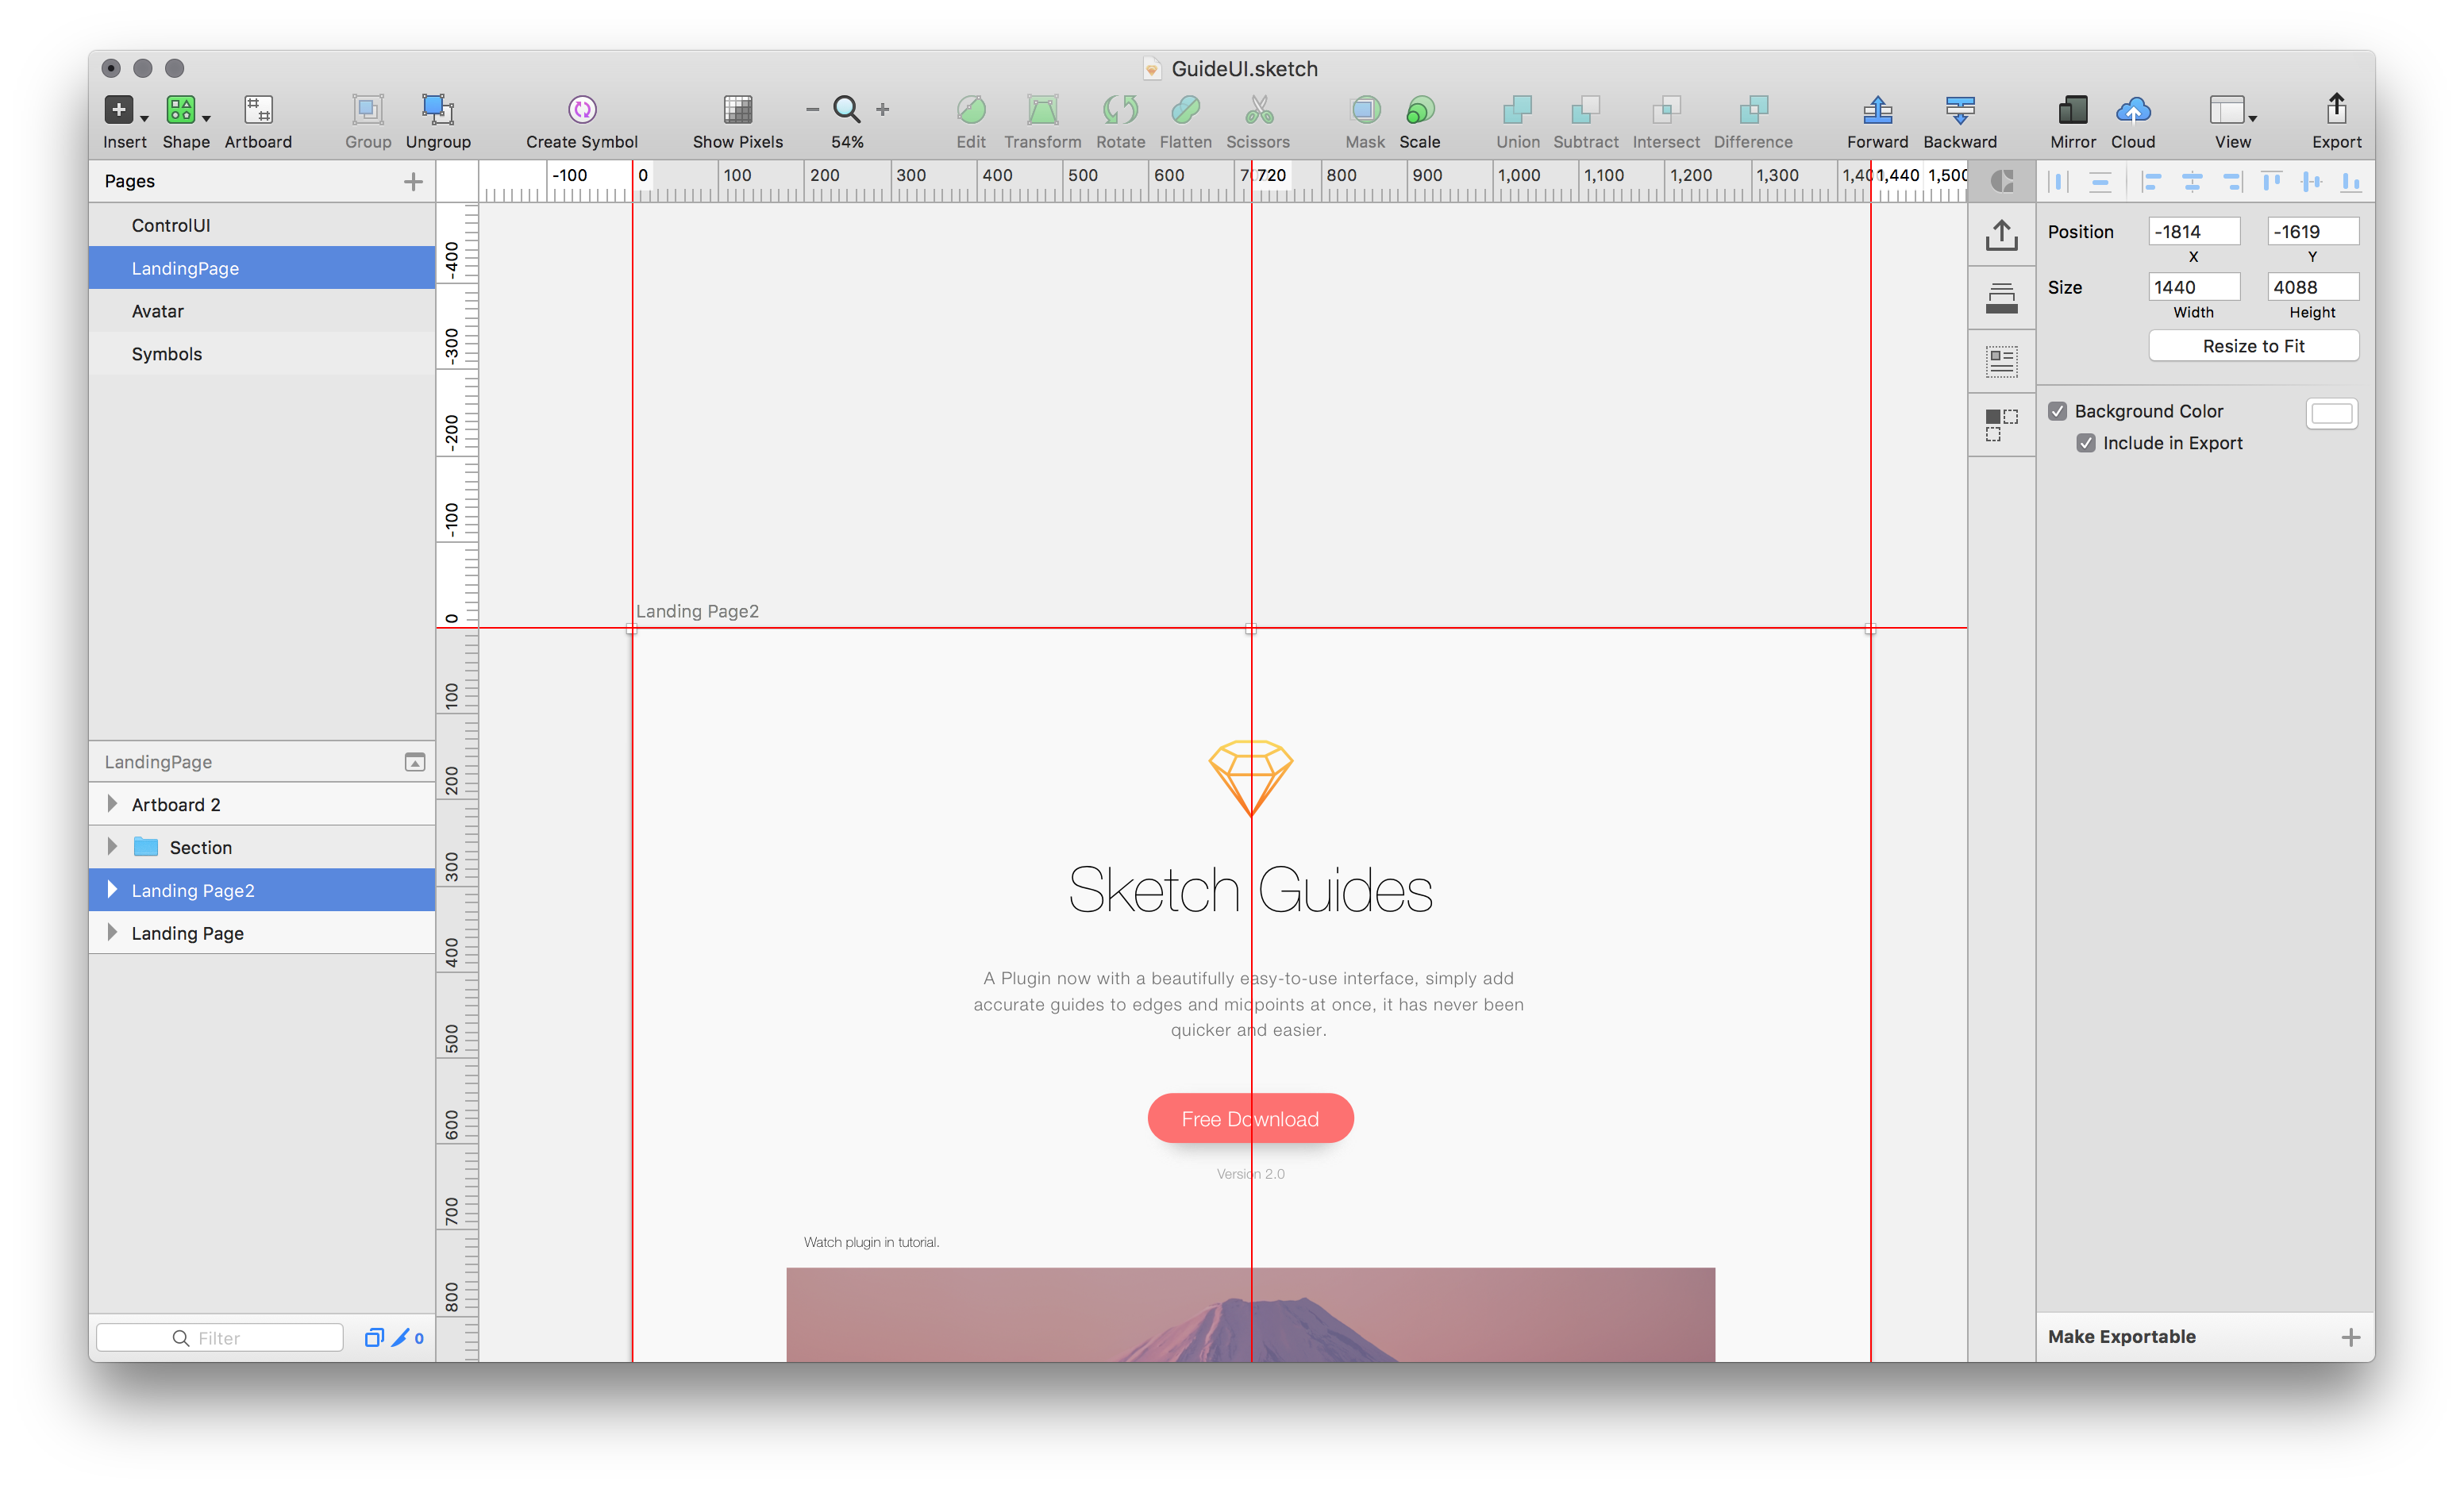 GuideUI.sketch
Insert Shape Artboard Group Ungroup Create Symbol Show Pixels 54% Edit Transform Rotate Flatten Scissors Mask Scale Union Subtract Intersect Difference Forward Backward Mirror Cloud View Export
Pages
ControlUI
LandingPage
Avatar
Symbols
LandingPage
Artboard 2
Section
Landing Page2
Landing Page
Filter
0
-100 0 100 200 300 400 500 600 720 800 900 1,000 1,100 1,200 1,300 1,440 1,500
-400
-300
-200
-100
0
100
200
300
400
500
600
700
800
Landing Page2
Sketch Guides
A Plugin now with a beautifully easy-to-use interface, simply add
accurate guides to edges and midpoints at once, it has never been
quicker and easier.
Free Download
Version 2.0
Watch plugin in tutorial.
Position -1814 -1619
X Y
Size 1440 4088
Width Height
Resize to Fit
Background Color
Include in Export
Make Exportable